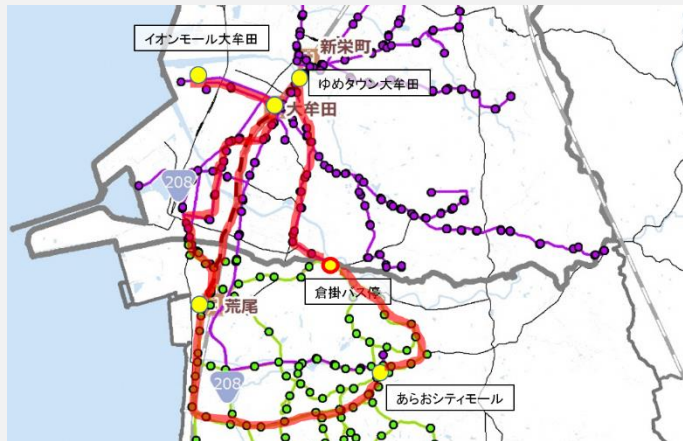 イオンモール大牟田
新栄町
ゆめタウン大牟田
大牟田
208
倉掛バス停
荒尾
208
あらおシティモール